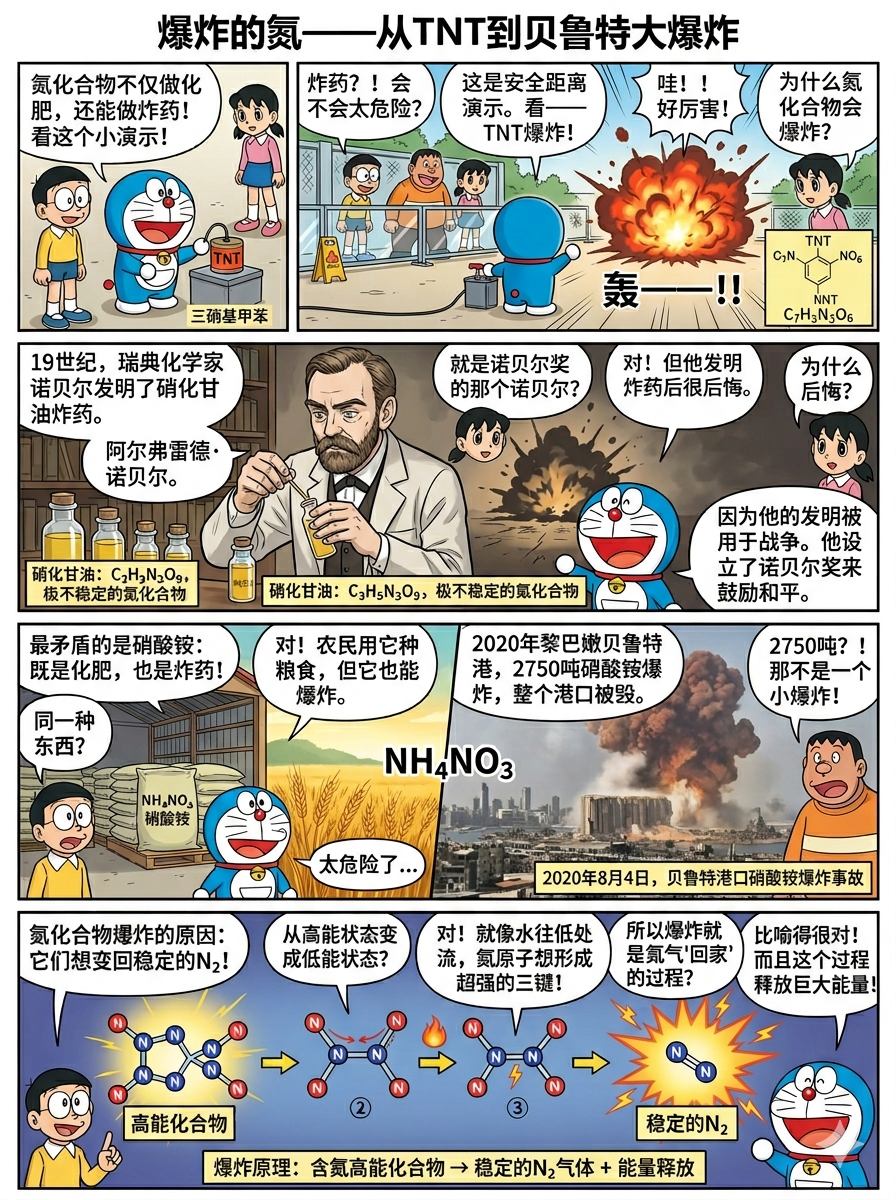 爆炸的氮——从TNT到贝鲁特大爆炸
氮化合物不仅做化
肥，还能做炸药！
看这个小演示！
TNT
三硝基甲苯
炸药？！会
不会太危险？
这是安全距离
演示。看——
TNT爆炸！
哇！！
好厉害！
为什么氮
化合物会
爆炸？
轰——!!
TNT
C₇N
NO₆
NNT
C₇H₃N₅O₆
19世纪，瑞典化学家
诺贝尔发明了硝化甘
油炸药。
阿尔弗雷德·
诺贝尔。
硝化甘油：C₂H₃N₃O₉，
极不稳定的氮化合物
硝化甘油：C₃H₅N₃O₉，极不稳定的氮化合物
就是诺贝尔奖
的那个诺贝尔？
对！但他发明
炸药后很后悔。
为什么
后悔？
因为他的发明被
用于战争。他设
立了诺贝尔奖来
鼓励和平。
最矛盾的是硝酸铵：
既是化肥，也是炸药！
同一种
东西？
对！农民用它种
粮食，但它也能
爆炸。
NH₄NO₃
硝酸铵
太危险了...
NH₄NO₃
2020年黎巴嫩贝鲁特
港，2750吨硝酸铵爆
炸，整个港口被毁。
2750吨？！
那不是一个
小爆炸！
2020年8月4日，贝鲁特港口硝酸铵爆炸事故
氮化合物爆炸的原因：
它们想变回稳定的N₂！
从高能状态变
成低能状态？
对！就像水往低处
流，氮原子想形成
超强的三键！
所以爆炸就
是氮气'回家'
的过程？
比喻得很对！
而且这个过程
释放巨大能量！
N N N N N N N N
高能化合物
N N N N N N
②
N N N N N N
③
N N
稳定的N₂
爆炸原理：含氮高能化合物 → 稳定的N₂气体 + 能量释放